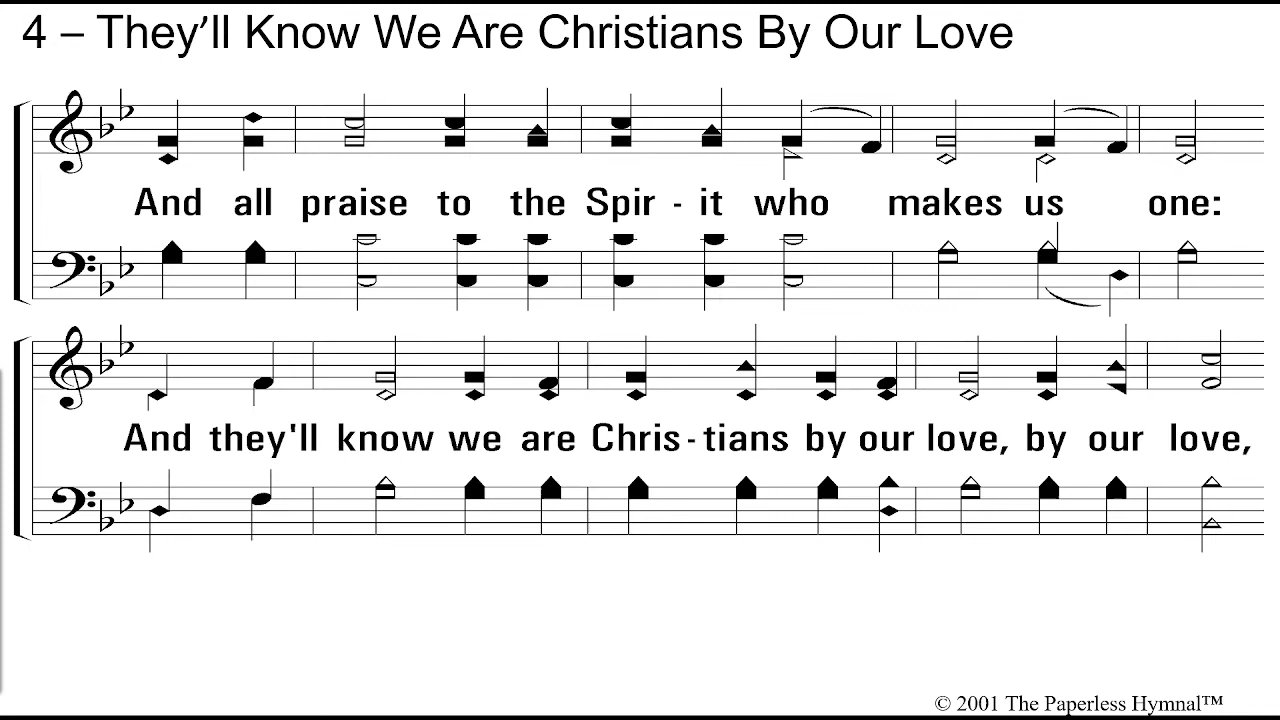 4 – They’ll Know We Are Christians By Our Love
And all praise to the Spir - it who makes us one:
And they'll know we are Chris - tians by our love, by our love,
© 2001 The Paperless Hymnal™